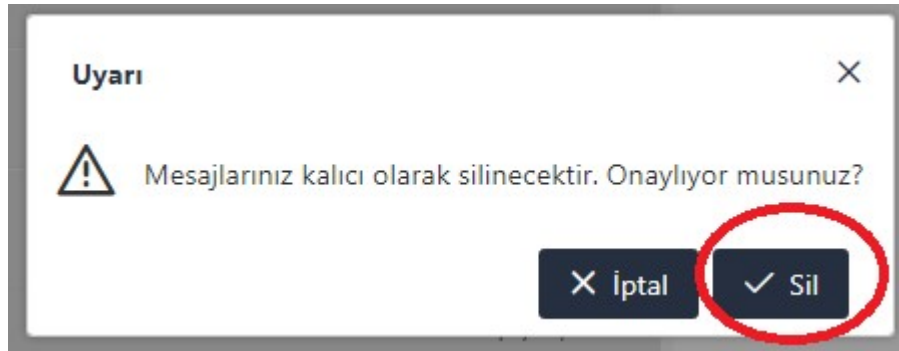 Uyarı
Mesajlarınız kalıcı olarak silinecektir. Onaylıyor musunuz?
İptal
Sil